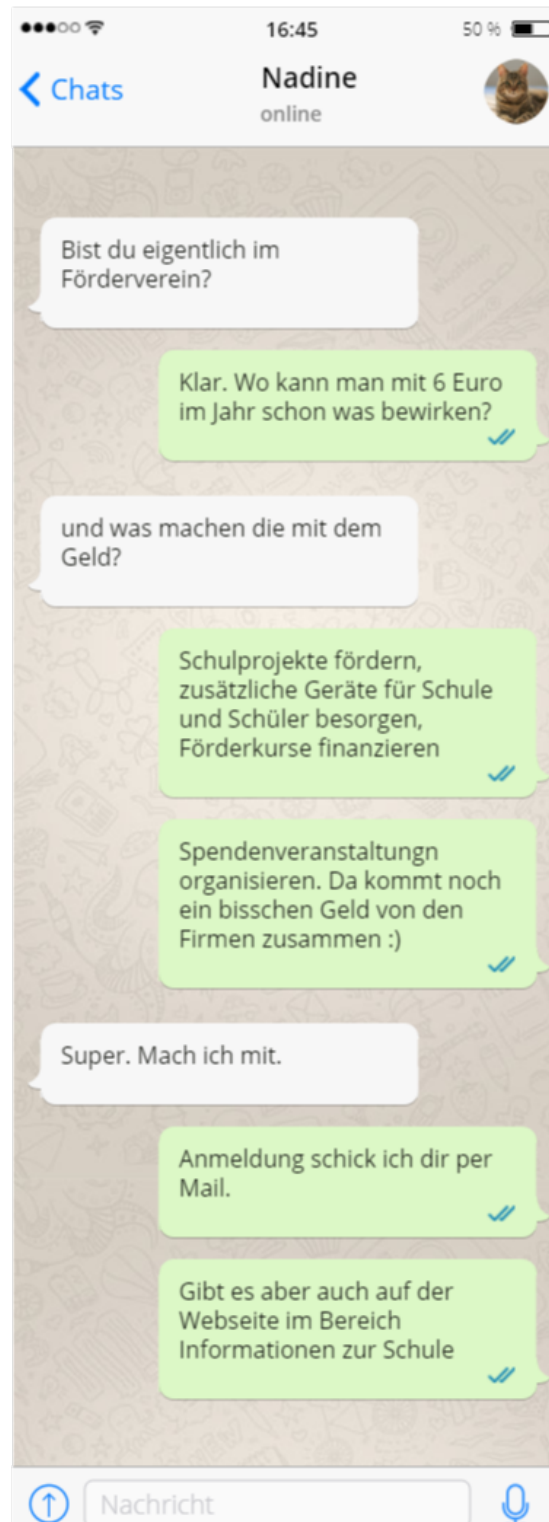 16:45
50 %
Chats
Nadine
online
Bist du eigentlich im
Förderverein?
Klar. Wo kann man mit 6 Euro
im Jahr schon was bewirken?
und was machen die mit dem
Geld?
Schulprojekte fördern,
zusätzliche Geräte für Schule
und Schüler besorgen,
Förderkurse finanzieren
Spendenveranstaltungn
organisieren. Da kommt noch
ein bisschen Geld von den
Firmen zusammen :)
Super. Mach ich mit.
Anmeldung schick ich dir per
Mail.
Gibt es aber auch auf der
Webseite im Bereich
Informationen zur Schule
Nachricht